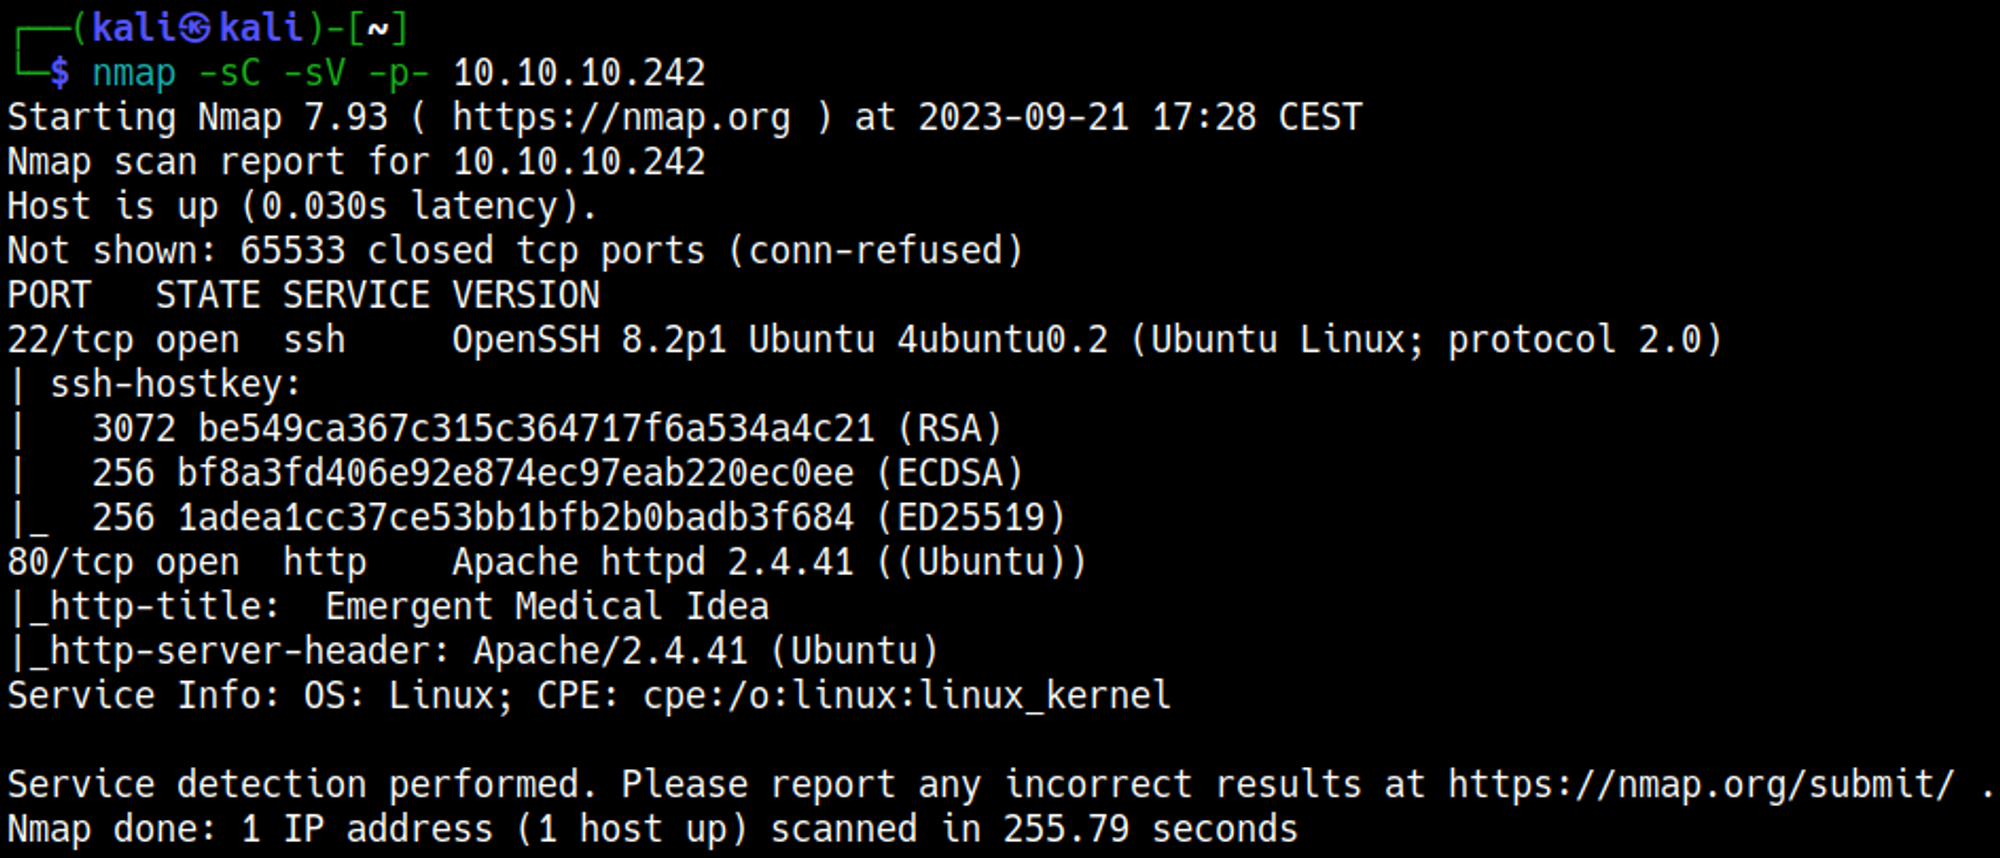 ┌──(kali㉿kali)-[~]
└─$ nmap -sC -sV -p- 10.10.10.242
Starting Nmap 7.93 ( https://nmap.org ) at 2023-09-21 17:28 CEST
Nmap scan report for 10.10.10.242
Host is up (0.030s latency).
Not shown: 65533 closed tcp ports (conn-refused)
PORT   STATE SERVICE VERSION
22/tcp open  ssh     OpenSSH 8.2p1 Ubuntu 4ubuntu0.2 (Ubuntu Linux; protocol 2.0)
| ssh-hostkey:
|   3072 be549ca367c315c364717f6a534a4c21 (RSA)
|   256 bf8a3fd406e92e874ec97eab220ec0ee (ECDSA)
|_  256 1adea1cc37ce53bb1bfb2b0badb3f684 (ED25519)
80/tcp open  http    Apache httpd 2.4.41 ((Ubuntu))
|_http-title:  Emergent Medical Idea
|_http-server-header: Apache/2.4.41 (Ubuntu)
Service Info: OS: Linux; CPE: cpe:/o:linux:linux_kernel

Service detection performed. Please report any incorrect results at https://nmap.org/submit/ .
Nmap done: 1 IP address (1 host up) scanned in 255.79 seconds